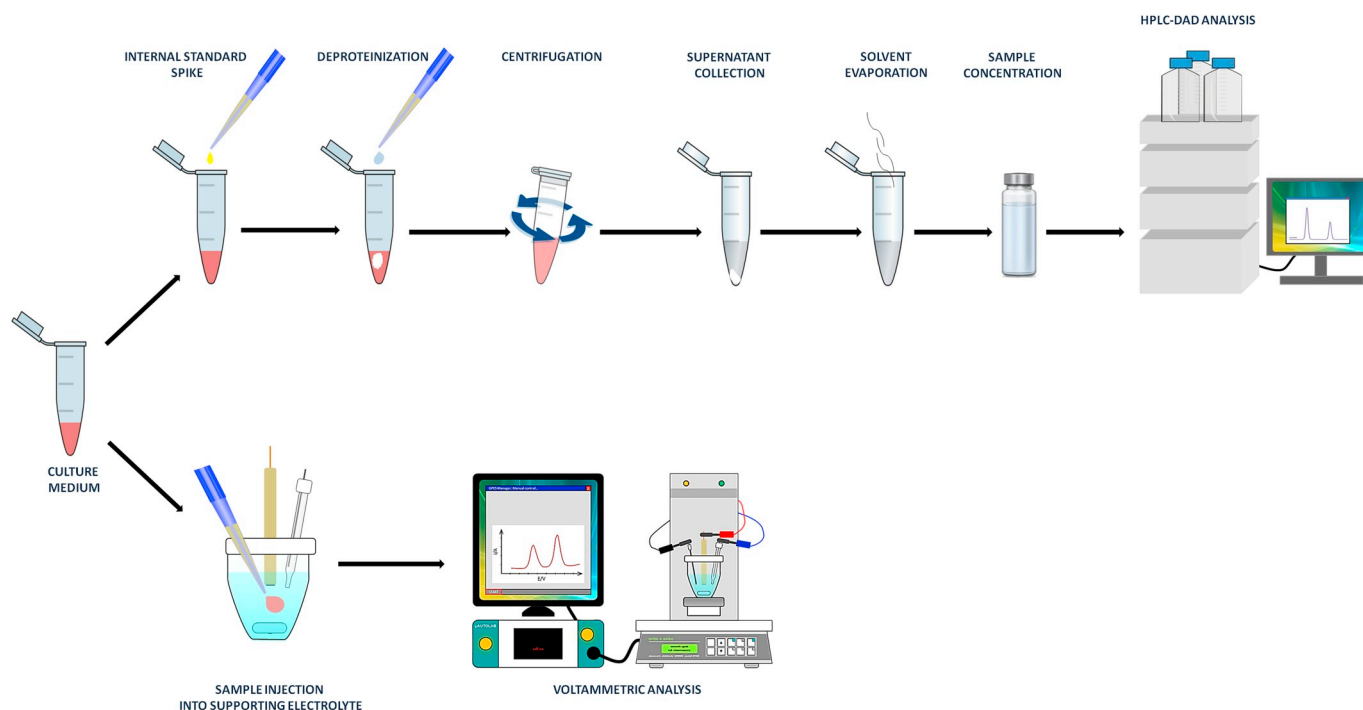 HPLC-DAD ANALYSIS
INTERNAL STANDARD
SPIKE
DEPROTEINIZATION
CENTRIFUGATION
SUPERNATANT
COLLECTION
SOLVENT
EVAPORATION
SAMPLE
CONCENTRATION
CULTURE
MEDIUM
E/V
SAMPLE INJECTION
INTO SUPPORTING ELECTROLYTE
VOLTAMMETRIC ANALYSIS